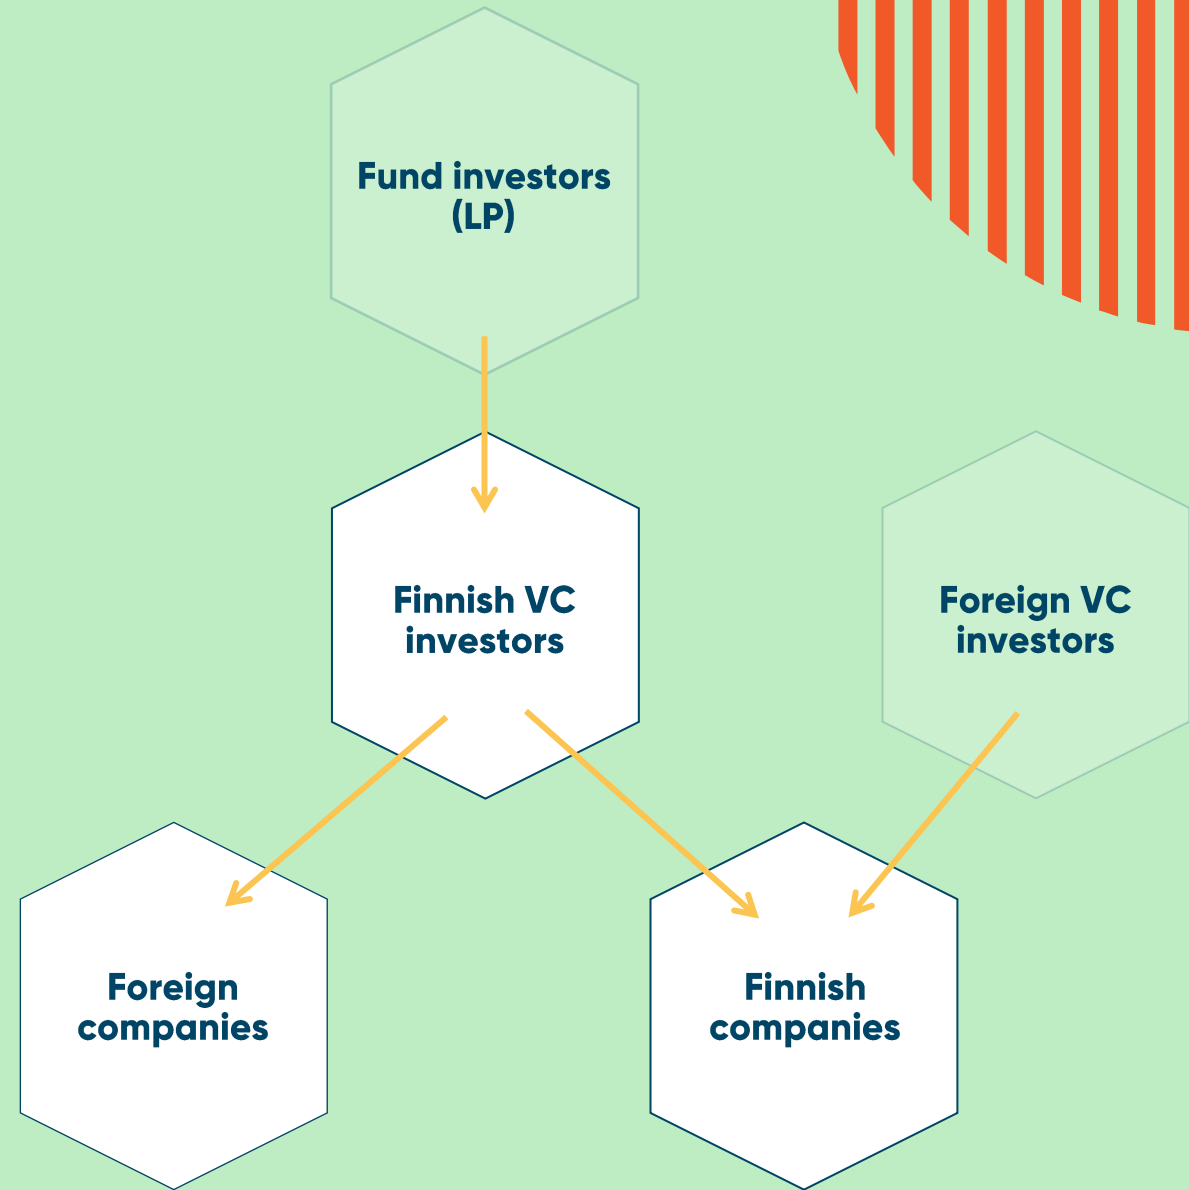 Fund investors
(LP)
Finnish VC
investors
Foreign VC
investors
Foreign
companies
Finnish
companies